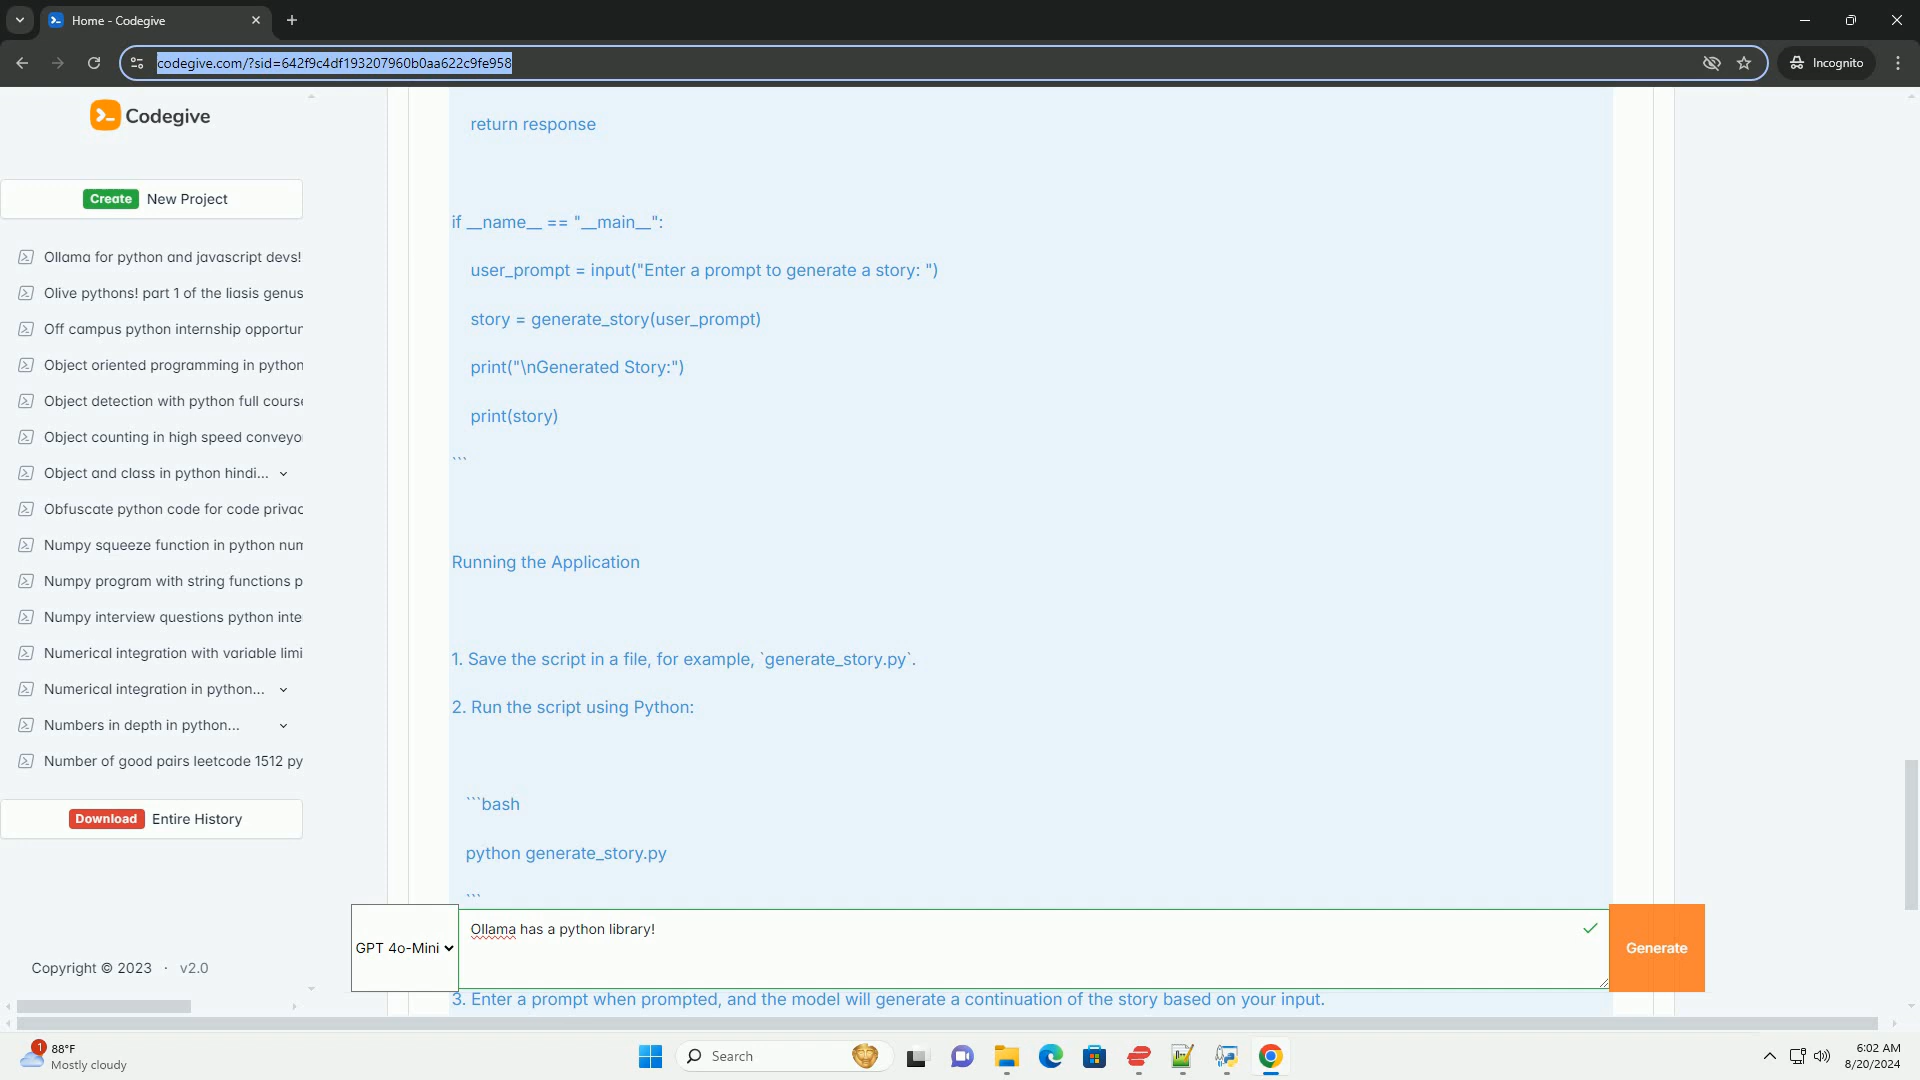 Home - Codegive
codegive.com/?sid=642f9c4df193207960b0aa622c9fe958
Incognito
Codegive
Create New Project
Ollama for python and javascript devs!
Olive pythons! part 1 of the liasis genus
Off campus python internship opportun
Object oriented programming in python
Object detection with python full course
Object counting in high speed conveyo
Object and class in python hindi...
Obfuscate python code for code privac
Numpy squeeze function in python num
Numpy program with string functions p
Numpy interview questions python inte
Numerical integration with variable limi
Numerical integration in python...
Numbers in depth in python...
Number of good pairs leetcode 1512 py
Download Entire History
Copyright © 2023 · v2.0
return response
if __name__ == "__main__":
user_prompt = input("Enter a prompt to generate a story: ")
story = generate_story(user_prompt)
print("\nGenerated Story:")
print(story)
```
Running the Application
1. Save the script in a file, for example, `generate_story.py`.
2. Run the script using Python:
```bash
python generate_story.py
```
GPT 4o-Mini
Ollama has a python library!
Generate
3. Enter a prompt when prompted, and the model will generate a continuation of the story based on your input.
1
88°F
Mostly cloudy
Search
6:02 AM
8/20/2024